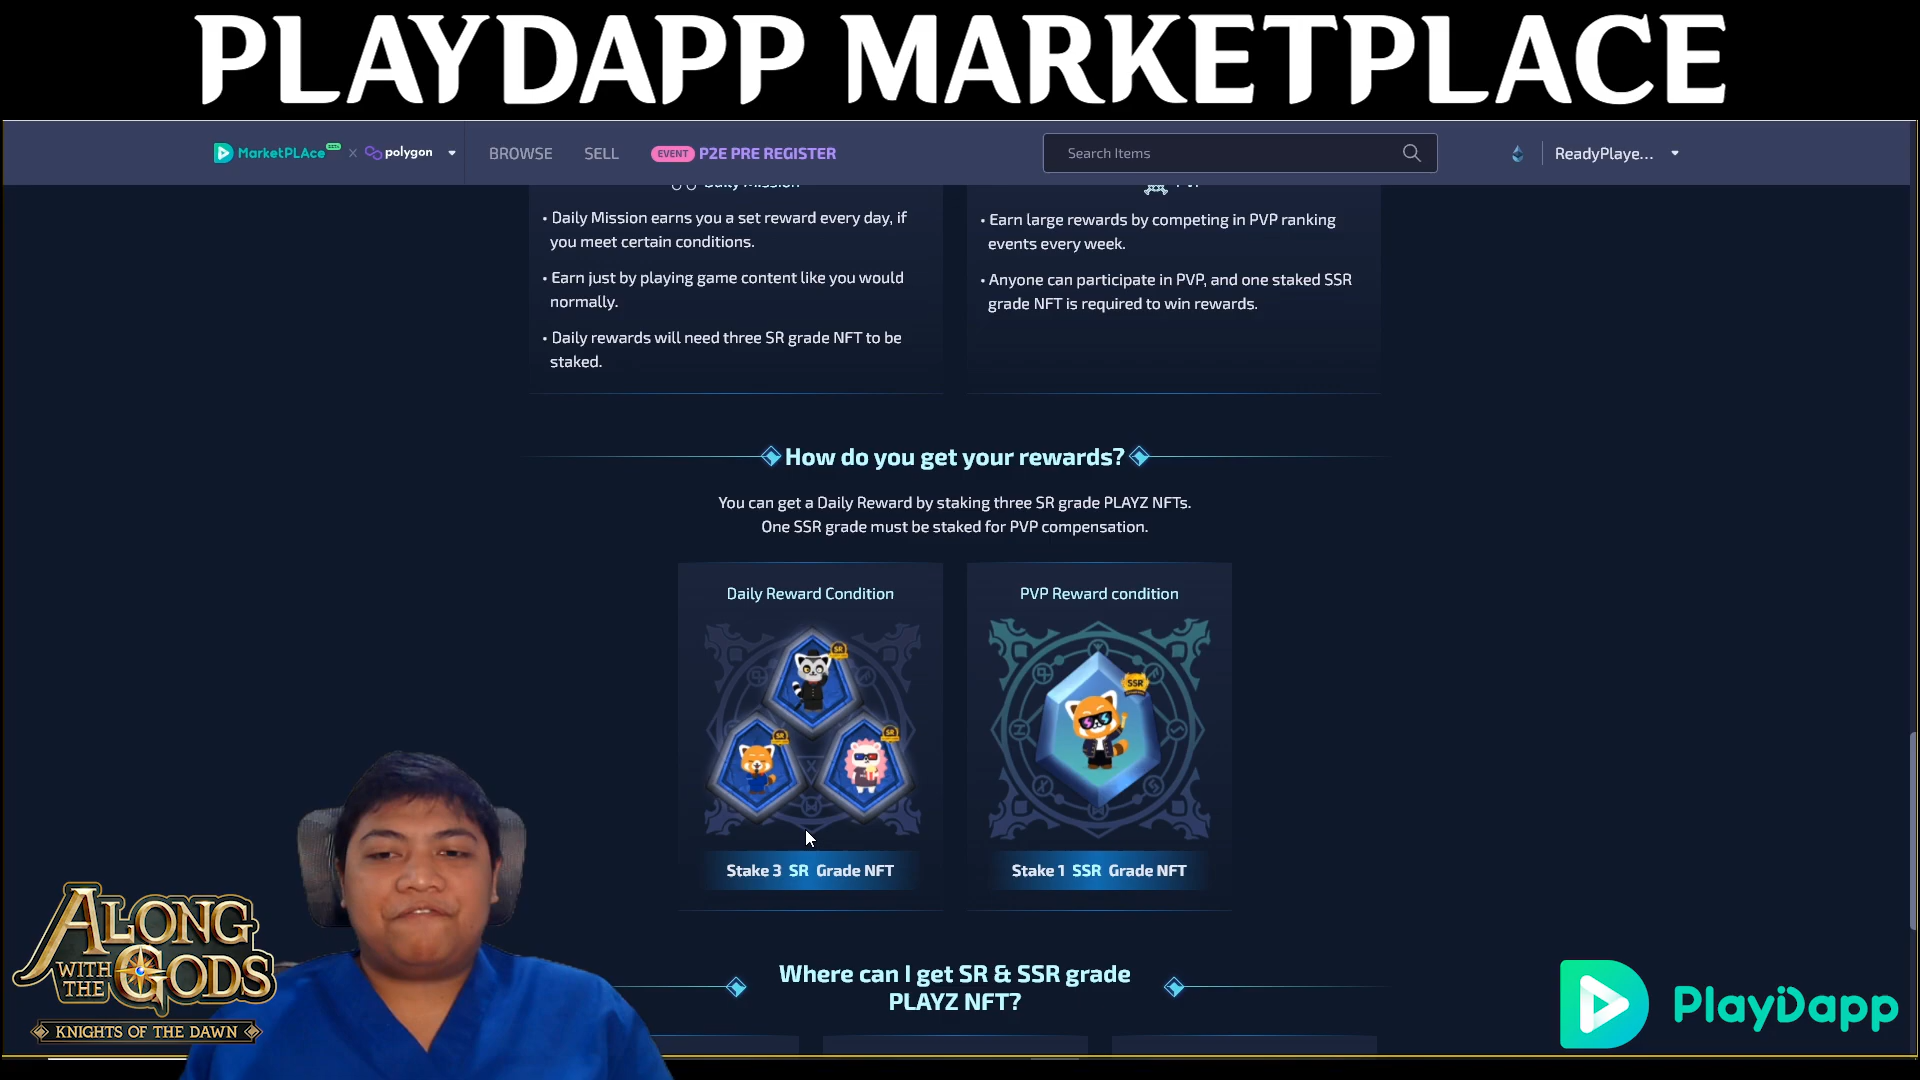 PLAYDAPP MARKETPLACE
MarketPLAce BETA x polygon
BROWSE
SELL
EVENT P2E PRE REGISTER
Search Items
ReadyPlaye...
Daily Mission
• Daily Mission earns you a set reward every day, if
you meet certain conditions.
• Earn just by playing game content like you would
normally.
• Daily rewards will need three SR grade NFT to be
staked.
PVP
• Earn large rewards by competing in PVP ranking
events every week.
• Anyone can participate in PVP, and one staked SSR
grade NFT is required to win rewards.
How do you get your rewards?
You can get a Daily Reward by staking three SR grade PLAYZ NFTs.
One SSR grade must be staked for PVP compensation.
Daily Reward Condition
SR
SR
SR
Stake 3 SR Grade NFT
PVP Reward condition
SSR
Stake 1 SSR Grade NFT
Where can I get SR & SSR grade
PLAYZ NFT?
ALONG
WITH THE GODS
KNIGHTS OF THE DAWN
PlayDapp